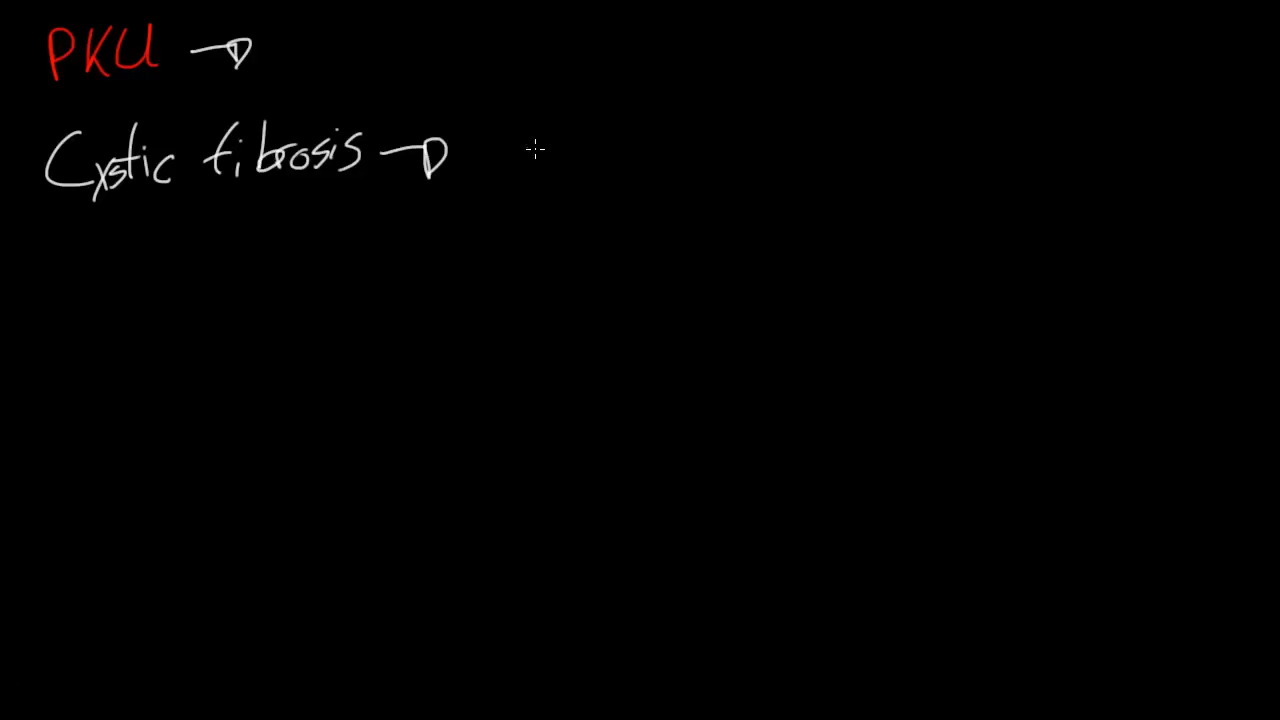 PKU →
Cystic fibrosis →